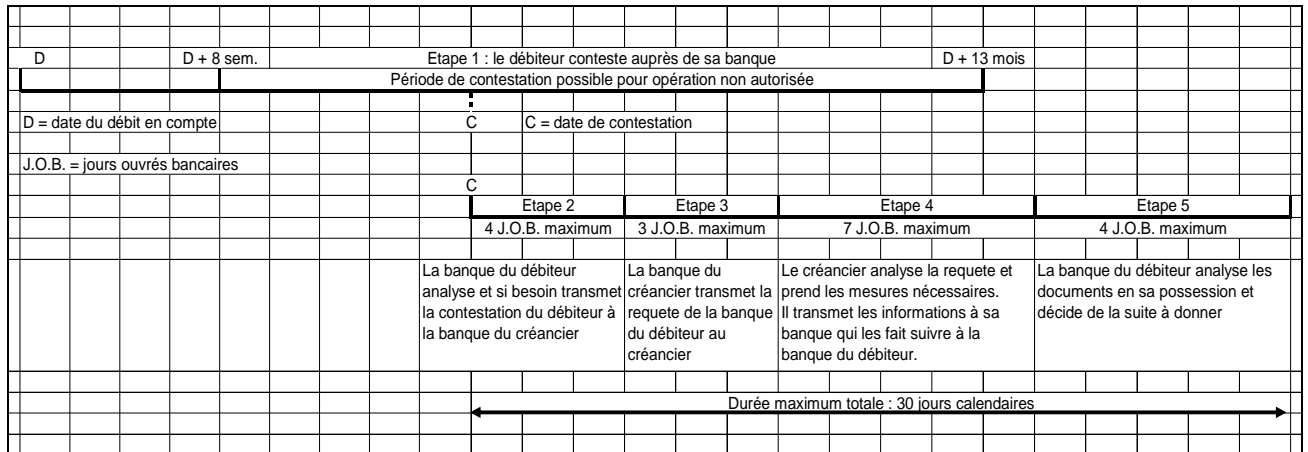 D D + 8 sem. Etape 1 : le débiteur conteste auprès de sa banque D + 13 mois
Période de contestation possible pour opération non autorisée
D = date du débit en compte C C = date de contestation
J.O.B. = jours ouvrés bancaires
C
Etape 2 Etape 3 Etape 4 Etape 5
4 J.O.B. maximum 3 J.O.B. maximum 7 J.O.B. maximum 4 J.O.B. maximum
La banque du débiteur
analyse et si besoin transmet
la contestation du débiteur à
la banque du créancier
La banque du
créancier transmet la
requete de la banque
du débiteur au
créancier
Le créancier analyse la requete et
prend les mesures nécessaires.
Il transmet les informations à sa
banque qui les fait suivre à la
banque du débiteur.
La banque du débiteur analyse les
documents en sa possession et
décide de la suite à donner
Durée maximum totale : 30 jours calendaires